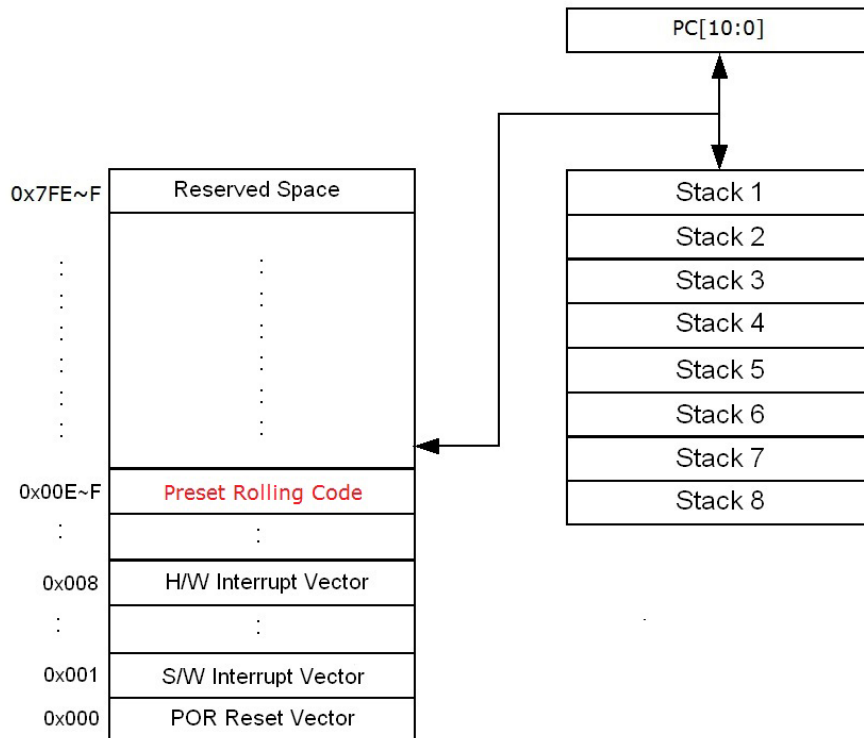 PC[10:0]
0x7FE~F
Reserved Space
:
:
:
:
:
:
:
:
:
:
:
:
0x00E~F
Preset Rolling Code
:
:
0x008
H/W Interrupt Vector
:
:
0x001
S/W Interrupt Vector
0x000
POR Reset Vector
Stack 1
Stack 2
Stack 3
Stack 4
Stack 5
Stack 6
Stack 7
Stack 8